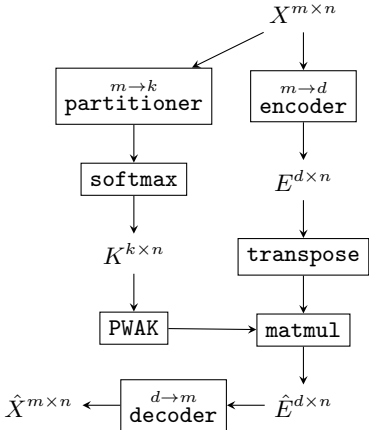 X^{m×n}
m→k
partitioner
m→d
encoder
softmax
E^{d×n}
K^{k×n}
transpose
PWAK
matmul
X̂^{m×n}
d→m
decoder
Ê^{d×n}